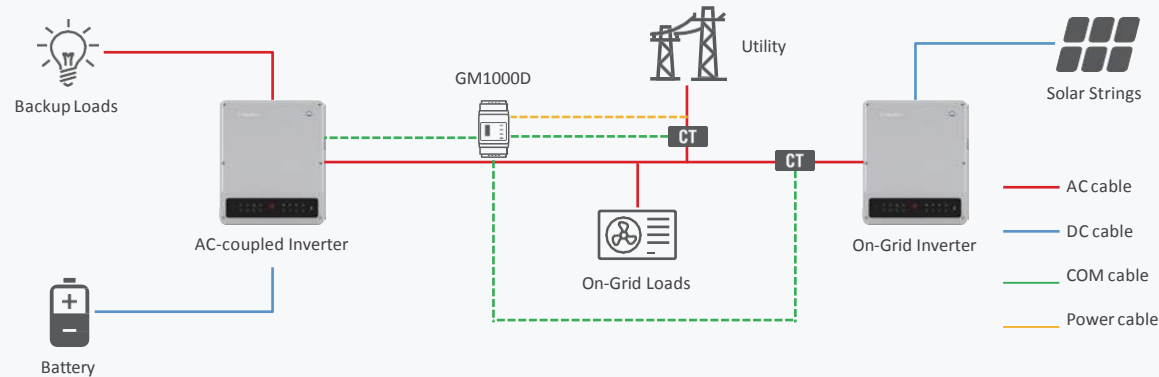 Utility
GM1000D
Backup Loads
Solar Strings
CT
CT
AC cable
AC-coupled Inverter
On-Grid Inverter
DC cable
On-Grid Loads
COM cable
Power cable
Battery